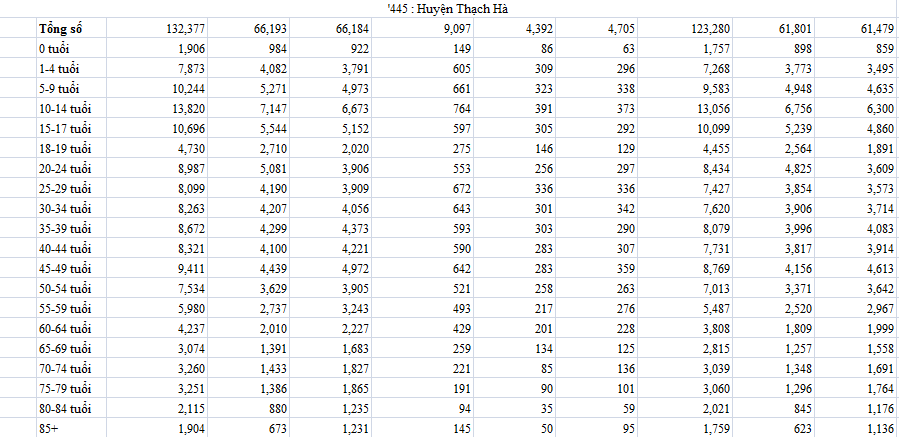 '445 : Huyện Thạch Hà
Tổng số 132,377 66,193 66,184 9,097 4,392 4,705 123,280 61,801 61,479
0 tuổi 1,906 984 922 149 86 63 1,757 898 859
1-4 tuổi 7,873 4,082 3,791 605 309 296 7,268 3,773 3,495
5-9 tuổi 10,244 5,271 4,973 661 323 338 9,583 4,948 4,635
10-14 tuổi 13,820 7,147 6,673 764 391 373 13,056 6,756 6,300
15-17 tuổi 10,696 5,544 5,152 597 305 292 10,099 5,239 4,860
18-19 tuổi 4,730 2,710 2,020 275 146 129 4,455 2,564 1,891
20-24 tuổi 8,987 5,081 3,906 553 256 297 8,434 4,825 3,609
25-29 tuổi 8,099 4,190 3,909 672 336 336 7,427 3,854 3,573
30-34 tuổi 8,263 4,207 4,056 643 301 342 7,620 3,906 3,714
35-39 tuổi 8,672 4,299 4,373 593 303 290 8,079 3,996 4,083
40-44 tuổi 8,321 4,100 4,221 590 283 307 7,731 3,817 3,914
45-49 tuổi 9,411 4,439 4,972 642 283 359 8,769 4,156 4,613
50-54 tuổi 7,534 3,629 3,905 521 258 263 7,013 3,371 3,642
55-59 tuổi 5,980 2,737 3,243 493 217 276 5,487 2,520 2,967
60-64 tuổi 4,237 2,010 2,227 429 201 228 3,808 1,809 1,999
65-69 tuổi 3,074 1,391 1,683 259 134 125 2,815 1,257 1,558
70-74 tuổi 3,260 1,433 1,827 221 85 136 3,039 1,348 1,691
75-79 tuổi 3,251 1,386 1,865 191 90 101 3,060 1,296 1,764
80-84 tuổi 2,115 880 1,235 94 35 59 2,021 845 1,176
85+ 1,904 673 1,231 145 50 95 1,759 623 1,136